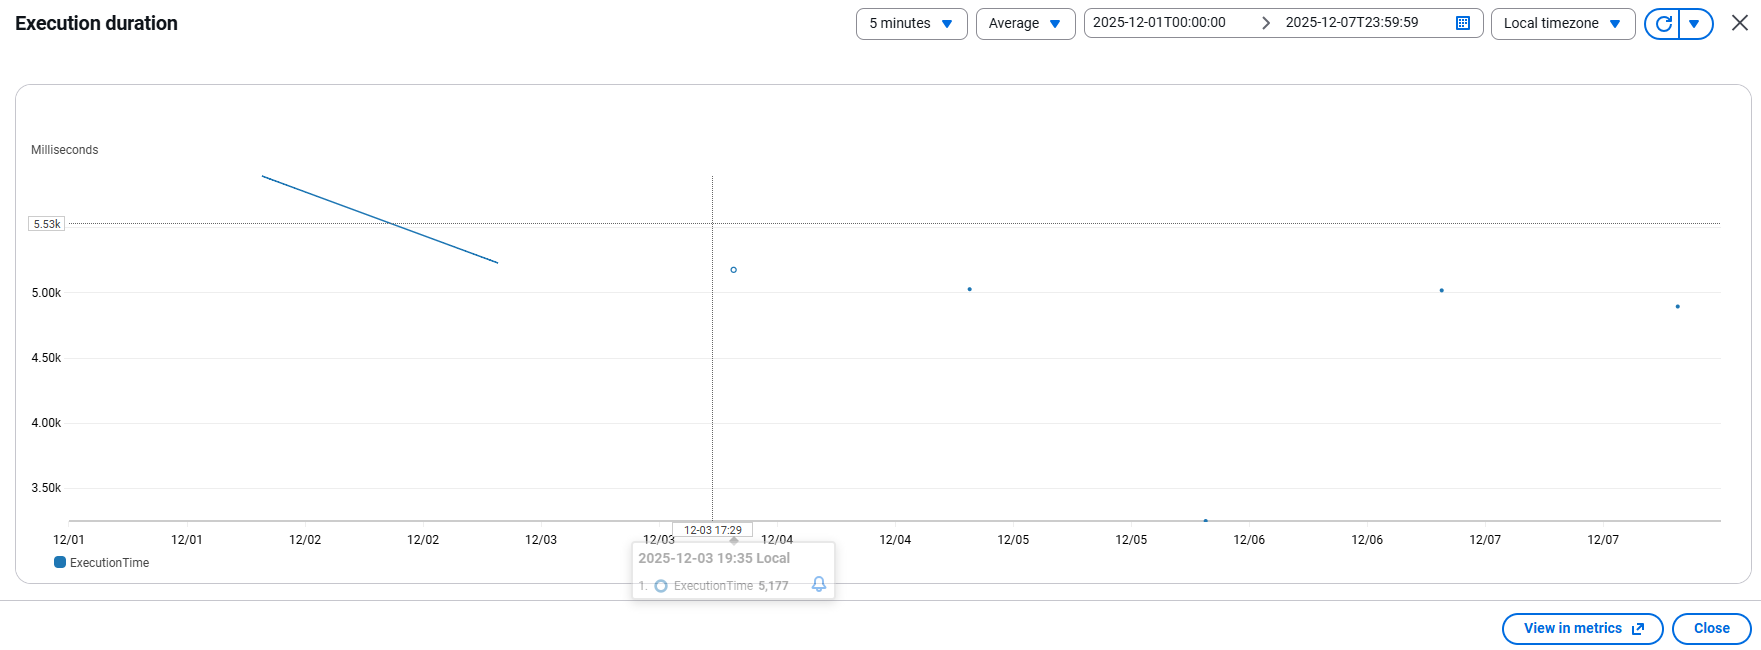 Execution duration
5 minutes
Average
2025-12-01T00:00:00
2025-12-07T23:59:59
Local timezone
Milliseconds
5.53k
5.00k
4.50k
4.00k
3.50k
12-03 17:29
12/01 12/01 12/02 12/02 12/03 12/03 12/04 12/04 12/05 12/05 12/06 12/06 12/07 12/07
ExecutionTime
2025-12-03 19:35 Local
1. ExecutionTime 5,177
View in metrics
Close